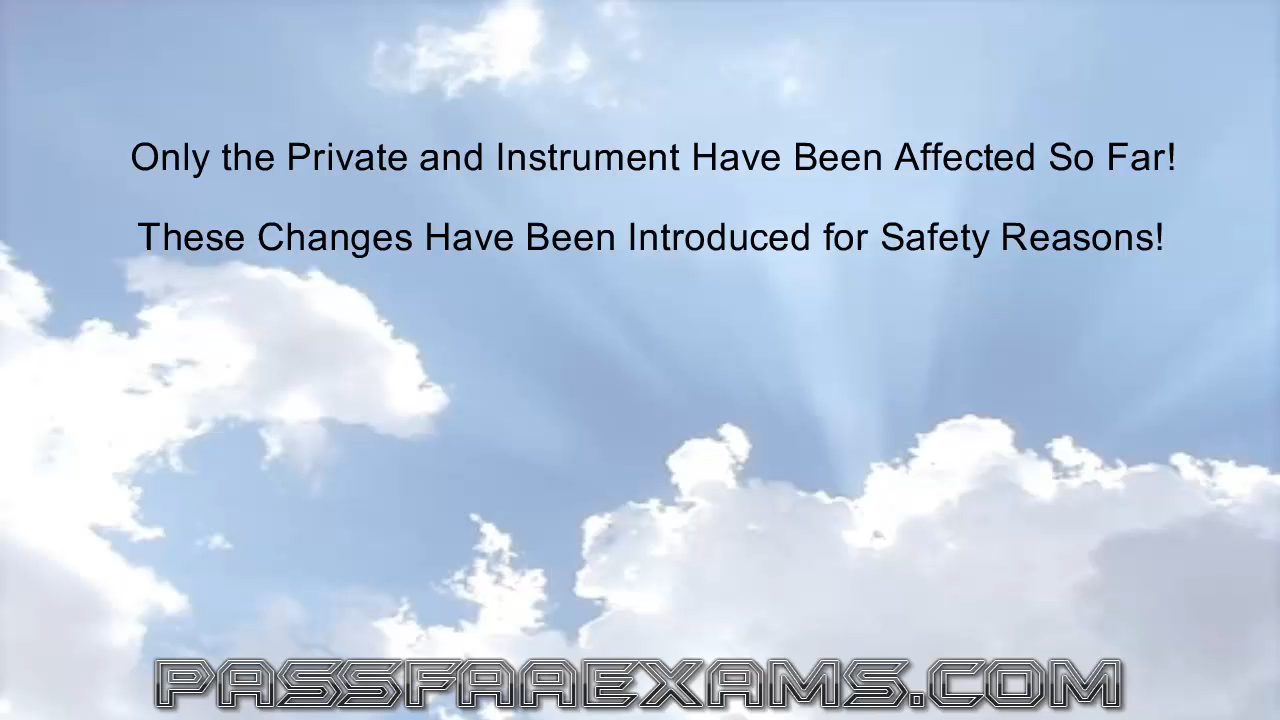 Only the Private and Instrument Have Been Affected So Far!
These Changes Have Been Introduced for Safety Reasons!
PASSFAAEXAMS.COM